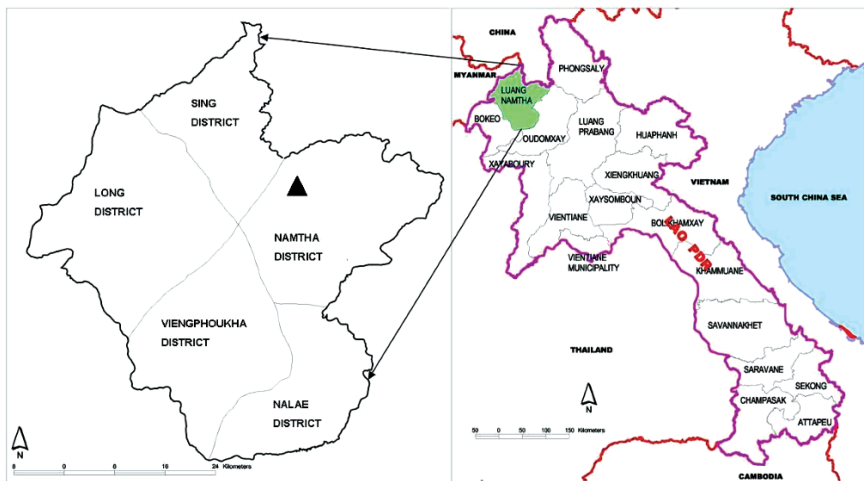 SING
DISTRICT
LONG
DISTRICT
NAMTHA
DISTRICT
VIENGPHOUKHA
DISTRICT
NALAE
DISTRICT
N
8 0 8 16 24 Kilometers
CHINA
MYANMAR
PHONGSALY
LUANG
NAMTHA
BOKEO
LUANG
PRABANG
OUDOMXAY
HUAPHANH
XAYABOURY
XIENGKHUANG
VIETNAM
SOUTH CHINA SEA
XAYSOMBOUN
VIENTIANE
BOLIKHAMXAY
LAO PDR
VIENTIANE
MUNICIPALITY
KHAMMUANE
SAVANNAKHET
THAILAND
SARAVANE
SEKONG
CHAMPASAK
ATTAPEU
N
50 0 50 100 150 Kilometers
CAMBODIA